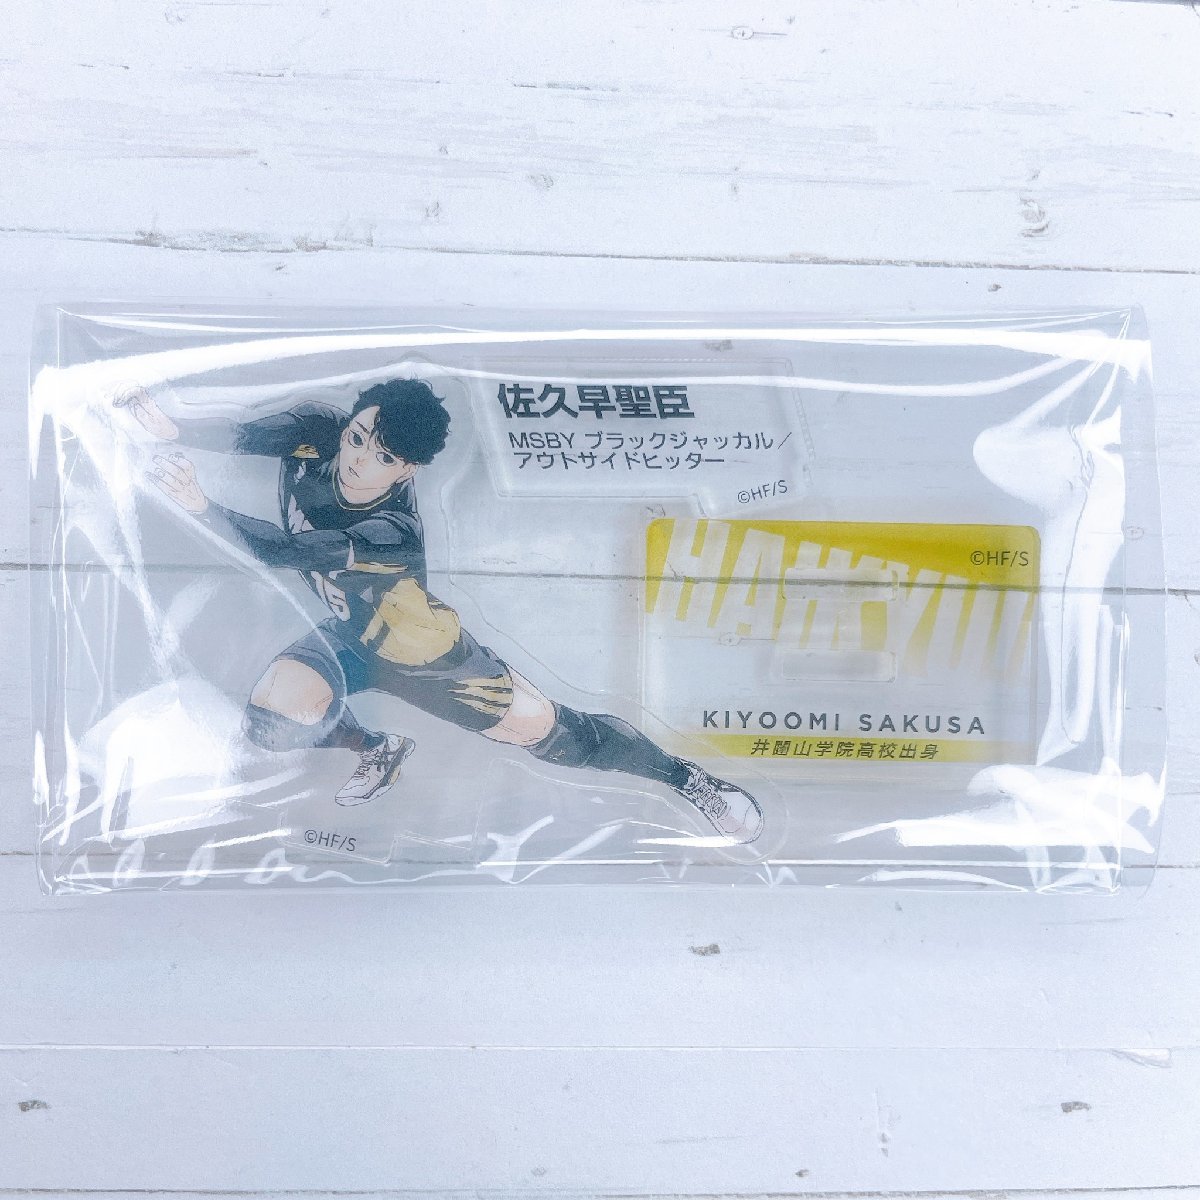 佐久早聖臣
MSBY ブラックジャッカル／
アウトサイドヒッター
©HF/S
©HF/S
HAIKYU!!
KIYOOMI SAKUSA
井闥山学院高校出身
15
©HF/S